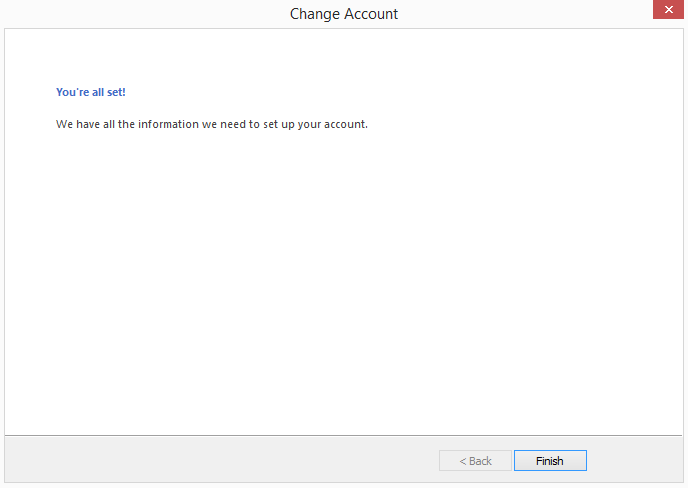 Change Account
You're all set!
We have all the information we need to set up your account.
< Back
Finish